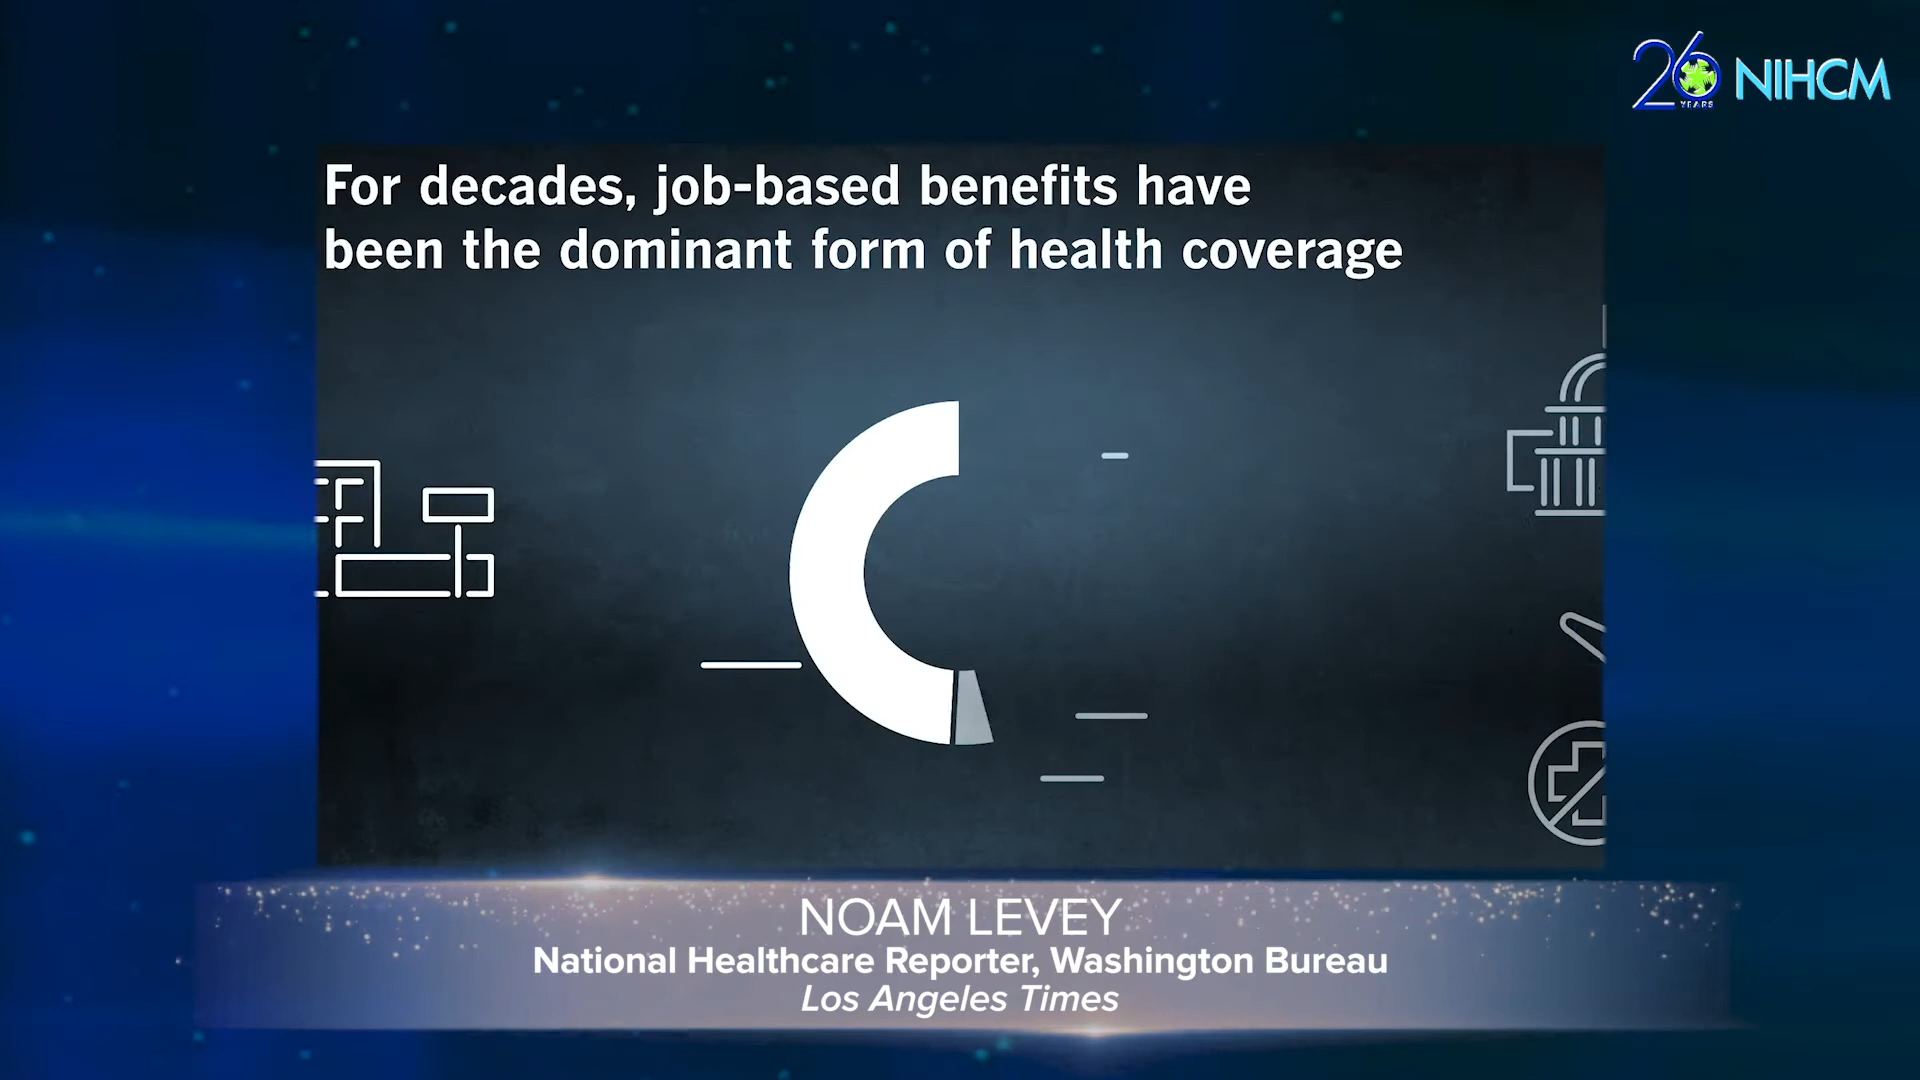 26 NIHCM
YEARS
For decades, job-based benefits have
been the dominant form of health coverage
NOAM LEVEY
National Healthcare Reporter, Washington Bureau
Los Angeles Times